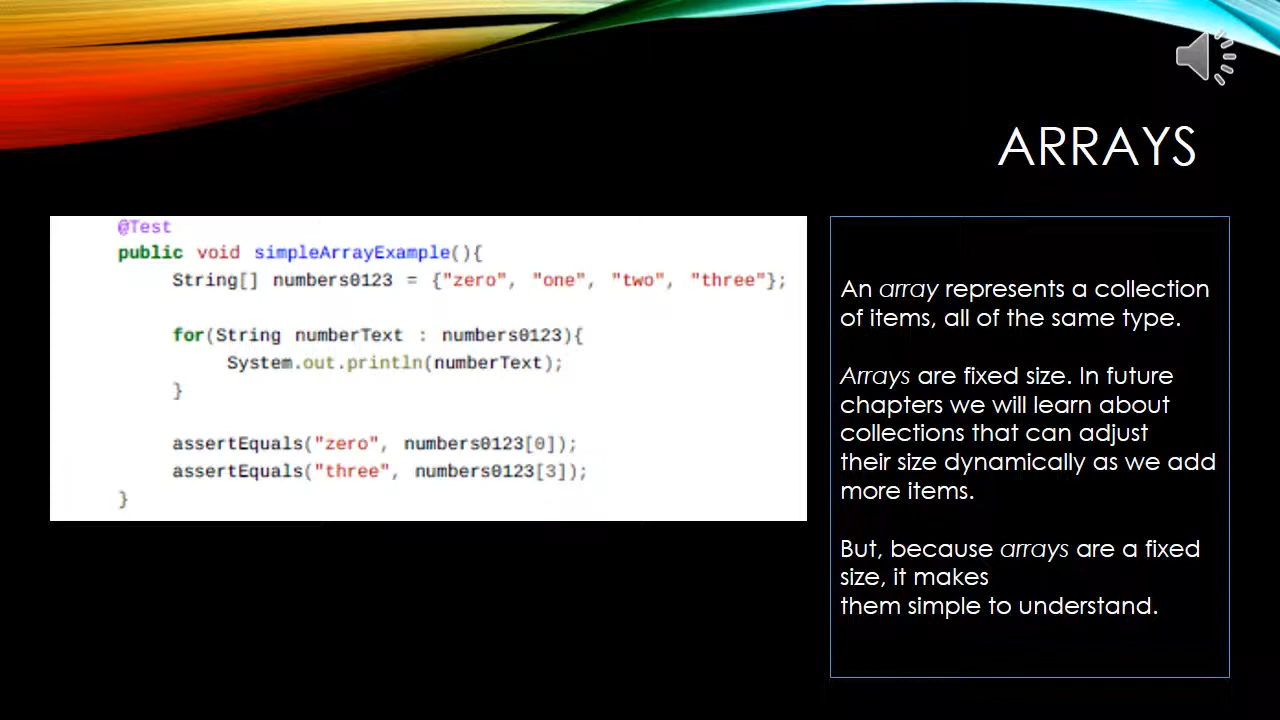 ARRAYS
@Test
public void simpleArrayExample(){
String[] numbers0123 = {"zero", "one", "two", "three"};
for(String numberText : numbers0123){
System.out.println(numberText);
}
assertEquals("zero", numbers0123[0]);
assertEquals("three", numbers0123[3]);
}
An array represents a collection
of items, all of the same type.
Arrays are fixed size. In future
chapters we will learn about
collections that can adjust
their size dynamically as we add
more items.
But, because arrays are a fixed
size, it makes
them simple to understand.